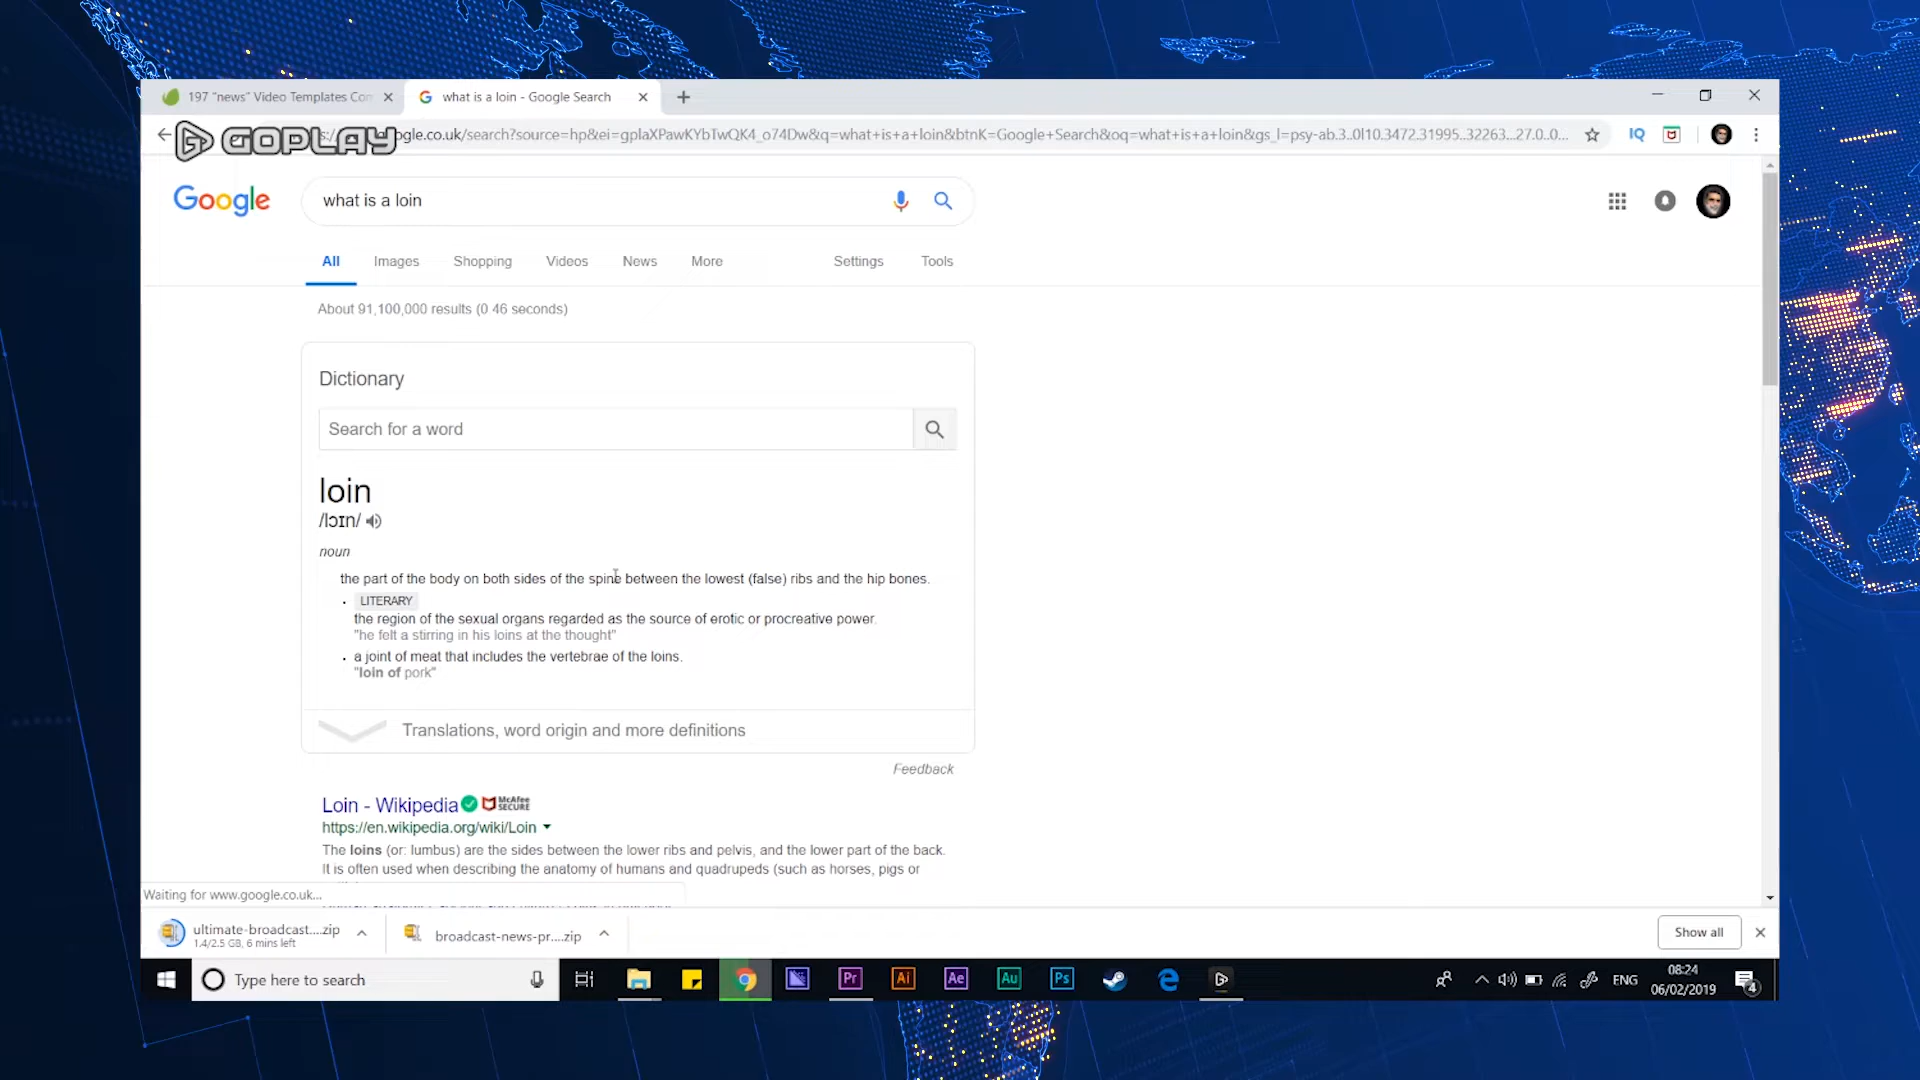 197 "news" Video Templates Con
what is a loin - Google Search
GOPLAY
gle.co.uk/search?source=hp&ei=gplaXPawKYbTwQK4_o74Dw&q=what+is+a+loin&btnK=Google+Search&oq=what+is+a+loin&gs_l=psy-ab.3..0l10.3472.31995..32263...27.0..0...
IQ
Google
what is a loin
All Images Shopping Videos News More Settings Tools
About 91,100,000 results (0 46 seconds)
Dictionary
Search for a word
loin
/lɔɪn/
noun
the part of the body on both sides of the spine between the lowest (false) ribs and the hip bones.
LITERARY
the region of the sexual organs regarded as the source of erotic or procreative power.
"he felt a stirring in his loins at the thought"
a joint of meat that includes the vertebrae of the loins.
"loin of pork"
Translations, word origin and more definitions
Feedback
Loin - Wikipedia
McAfee SECURE
https://en.wikipedia.org/wiki/Loin
The loins (or: lumbus) are the sides between the lower ribs and pelvis, and the lower part of the back.
It is often used when describing the anatomy of humans and quadrupeds (such as horses, pigs or
Waiting for www.google.co.uk...
ultimate-broadcast....zip
1.4/2.5 GB, 6 mins left
broadcast-news-pr....zip
Show all
Type here to search
Pr
Ai
Ae
Au
Ps
ENG
08:24
06/02/2019
4